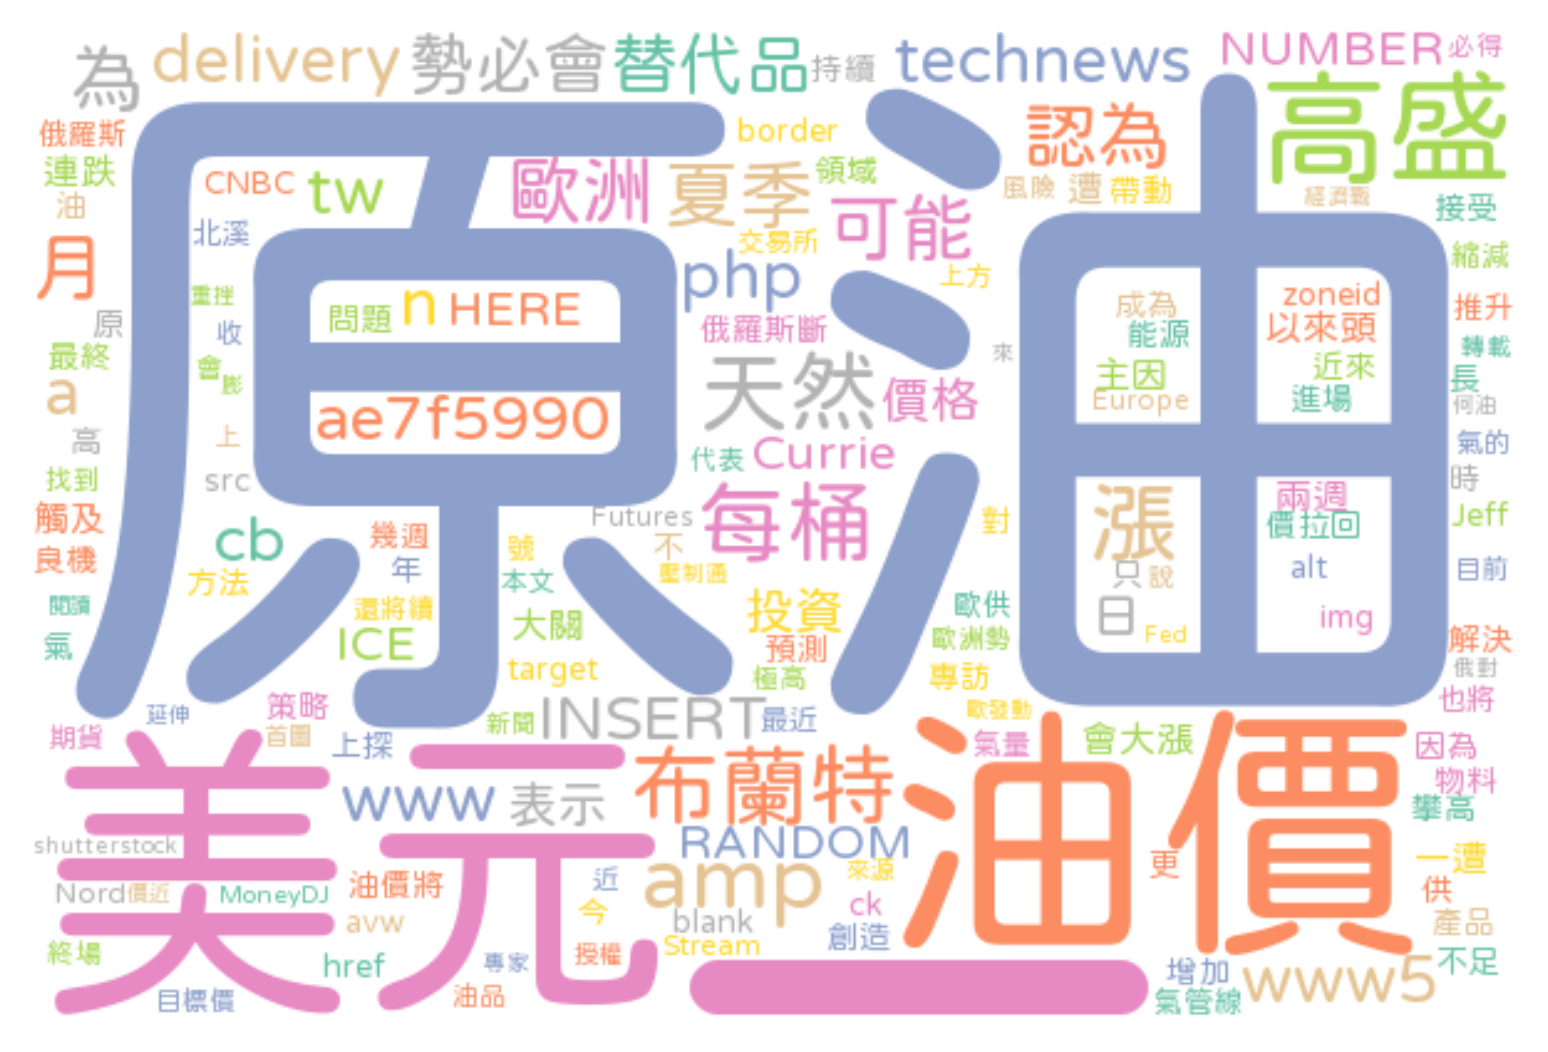 為 delivery 勢必會 替代品 持續 technews NUMBER 必得
俄羅斯 border 認為 高盛
連跌 CNBC tw 歐洲 夏季 領域 風險 遭 帶動 經濟戰
油 北溪 交易所 可能 接受
月 php 上方 縮減
原油
重摧 問題 n HERE 成為 zoneid 推升
原 收 俄羅斯斷 能源 以來頭
最終 會 膨 天然 來 主因 近來 轉載
a ae7f5990 價格 Europe 進場 長 何油
高 上 代表 Currie 氣的
找到 src 每桶 漲 兩週 時
觸及 cb 幾週 Futures 號 不 對 價拉回 Jeff
良機 方法 年 本文 壓制通 只 說 alt 目前
閱讀 還將續 大關 投資 歐供 日 img
氣 ICE target 預測 歐洲勢 Fed 解決
極高 專訪 俄對
延伸 策略 新聞 INSERT 最近 歐發動 也將
期貨 首圖 上探 氣量 會大漲 因為
美元 油價
www 表示 布蘭特 物料
shutterstock RANDOM 攀高
Nord 價近 MoneyDJ 油價將 近 amp 來源 更 一遭
avw 今 blank ck 供
終場 授權 Stream 創造 產品
href 專家 一 增加 www5 不足
目標價 油品 氣管線